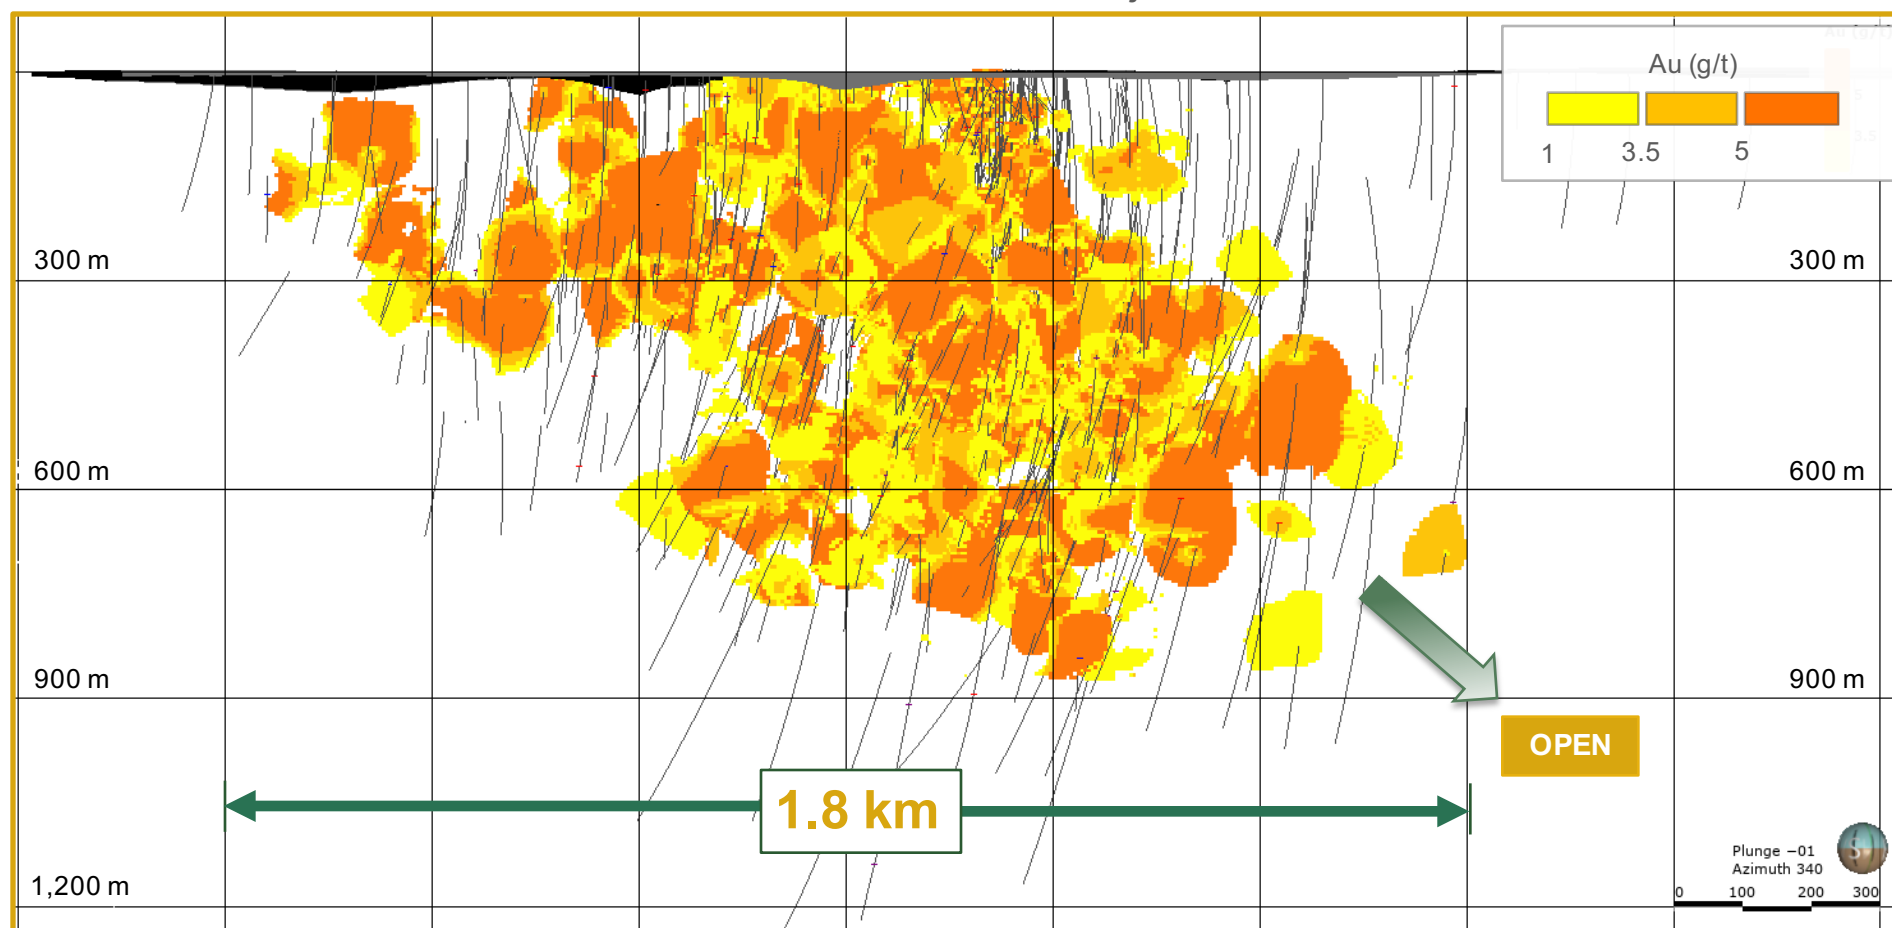 Au (g/t)
1 3.5 5
300 m 300 m
600 m 600 m
900 m 900 m
OPEN
1.8 km
1,200 m
Plunge −01
Azimuth 340
0 100 200 300